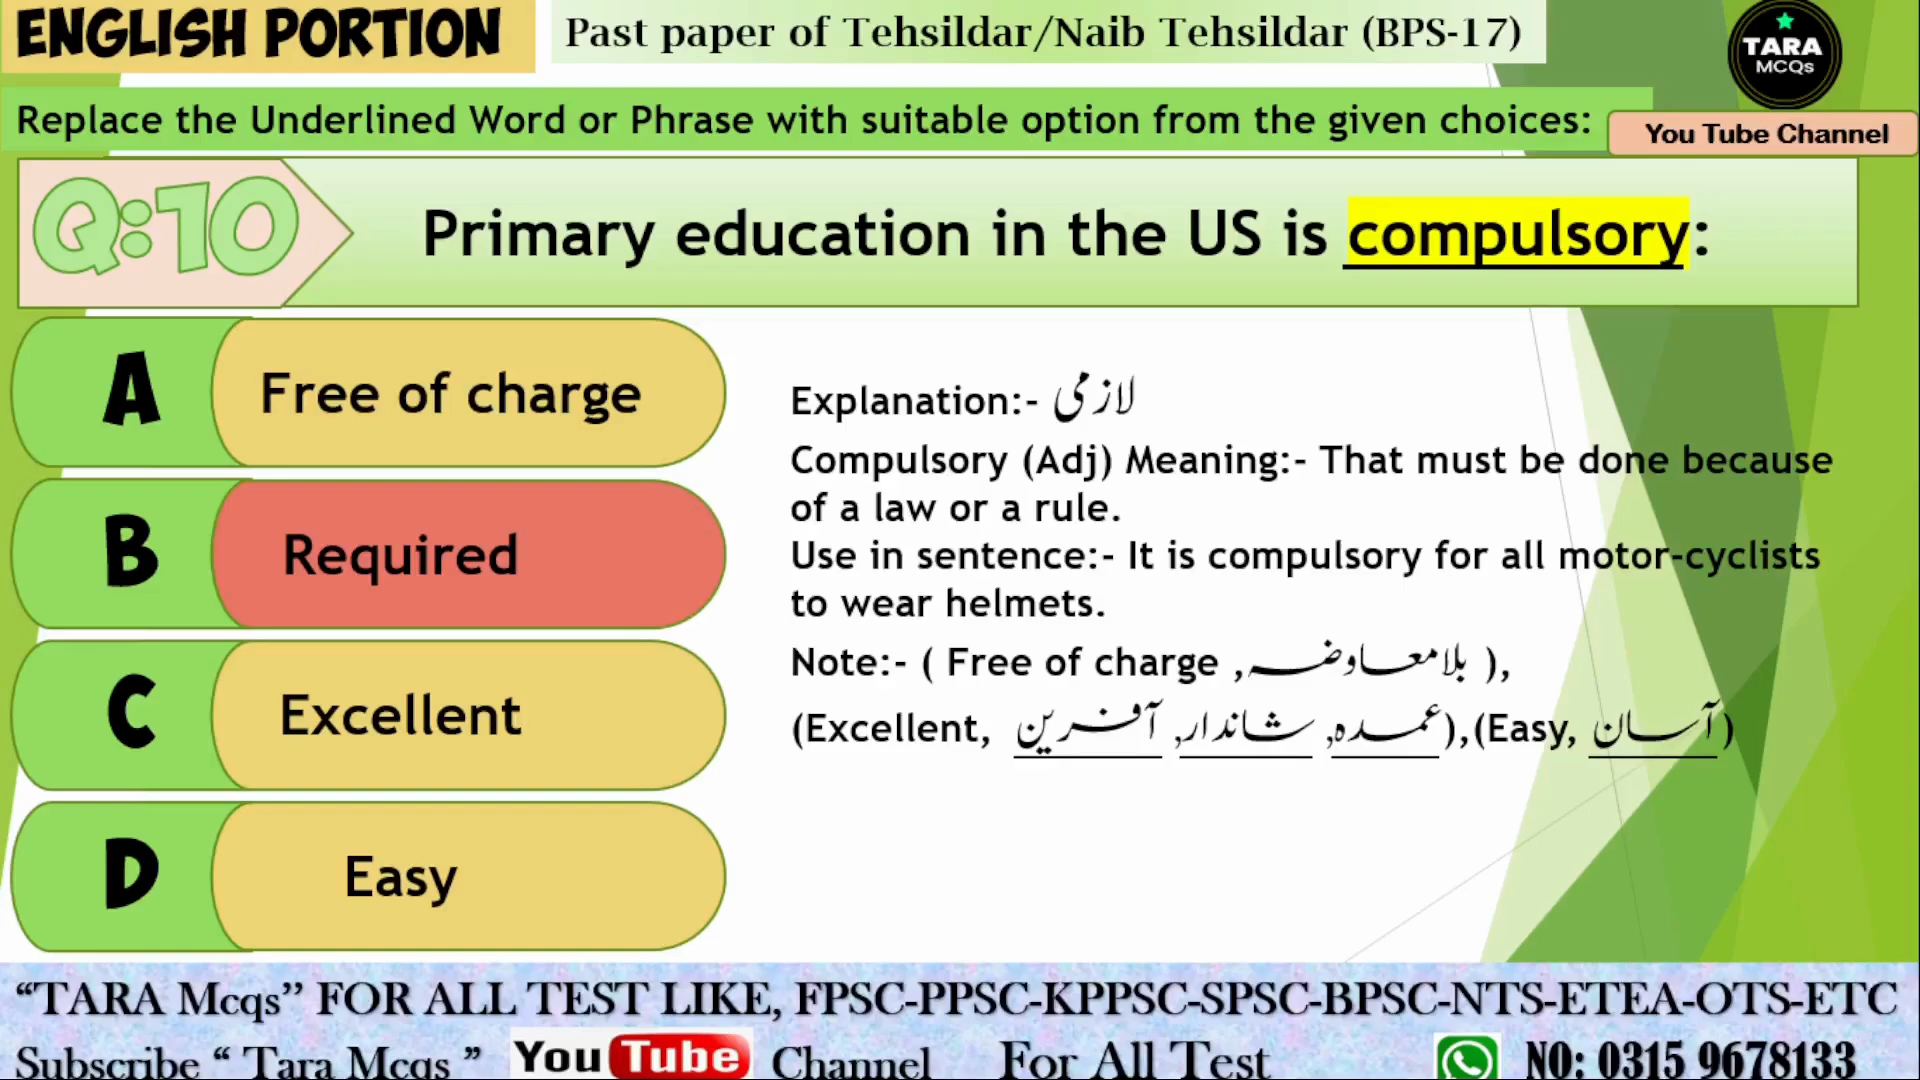 ENGLISH PORTION
Past paper of Tehsildar/Naib Tehsildar (BPS-17)
TARA
MCQs
Replace the Underlined Word or Phrase with suitable option from the given choices:
You Tube Channel
Q:10
Primary education in the US is compulsory:
A Free of charge
B Required
C Excellent
D Easy
Explanation:- لازمی
Compulsory (Adj) Meaning:- That must be done because
of a law or a rule.
Use in sentence:- It is compulsory for all motor-cyclists
to wear helmets.
Note:- ( Free of charge ,بلامعاوضہ ),
(Excellent, عمدہ, شاندار, آفرین),(Easy, آسان)
“TARA Mcqs” FOR ALL TEST LIKE, FPSC-PPSC-KPPSC-SPSC-BPSC-NTS-ETEA-OTS-ETC
Subscribe “ Tara Mcqs ” YouTube Channel For All Test NO: 0315 9678133